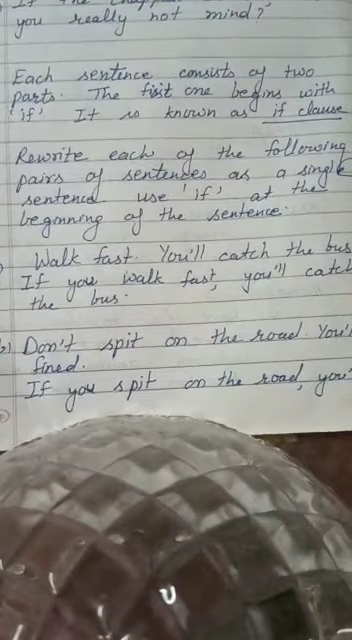 you really not mind?'
Each sentence consists of two
parts. The first one begins with
'if' It is known as if clause
Rewrite each of the following
pairs of sentences as a single
sentence use 'if' at the
beginning of the sentence.
Walk fast. You'll catch the bus
If you walk fast, you'll catch
the bus.
b) Don't spit on the road. You'
fined.
If you spit on the road, you'